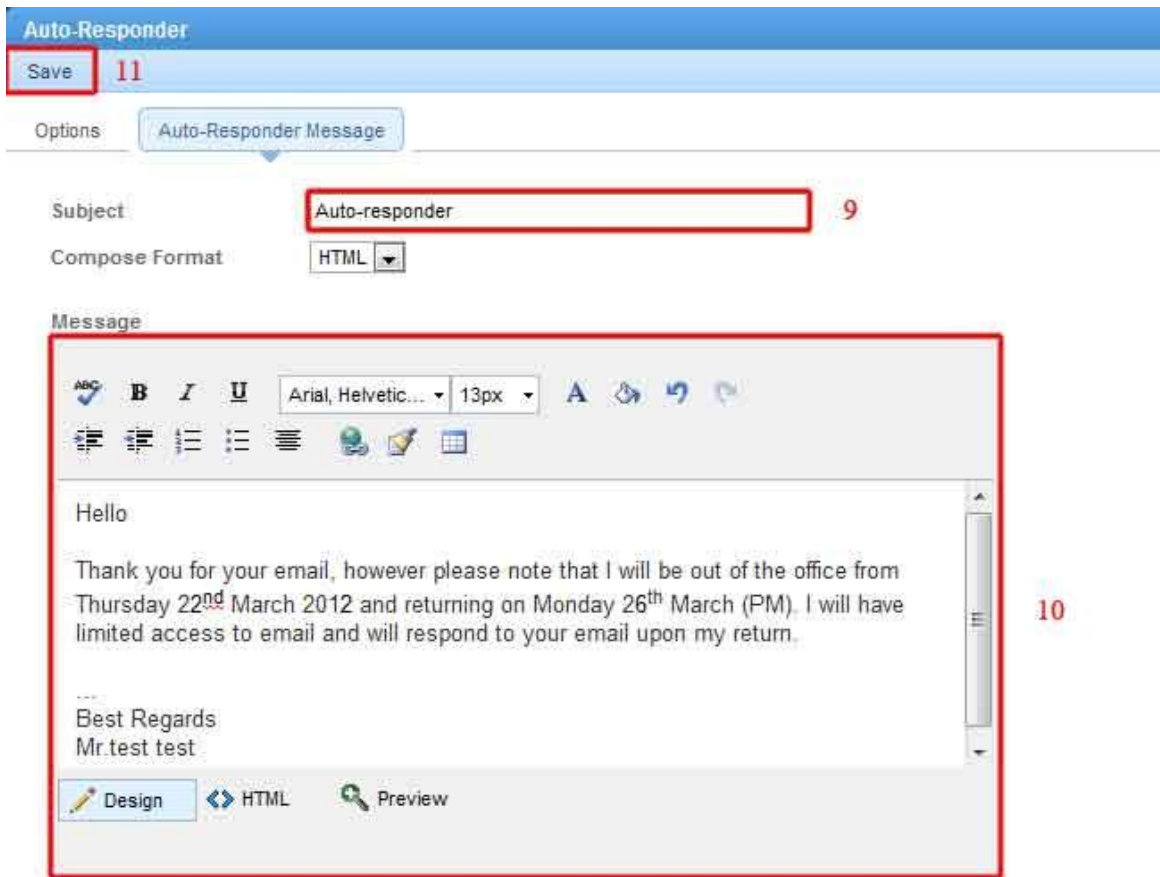 Auto-Responder
Save 11
Options Auto-Responder Message
Subject Auto-responder 9
Compose Format HTML
Message
ABC B I U Arial, Helvetic... 13px A
Hello
Thank you for your email, however please note that I will be out of the office from
Thursday 22nd March 2012 and returning on Monday 26th March (PM). I will have
limited access to email and will respond to your email upon my return.
10
...
Best Regards
Mr.test test
Design HTML Preview